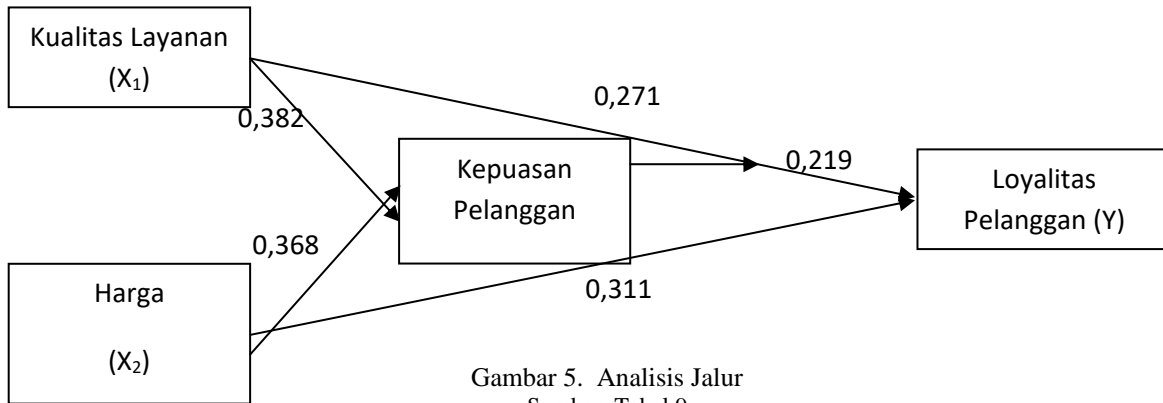 Kualitas Layanan
(X₁)
0,271
0,382
Kepuasan
Pelanggan
0,219
Loyalitas
Pelanggan (Y)
0,368
Harga
(X₂)
0,311
Gambar 5. Analisis Jalur